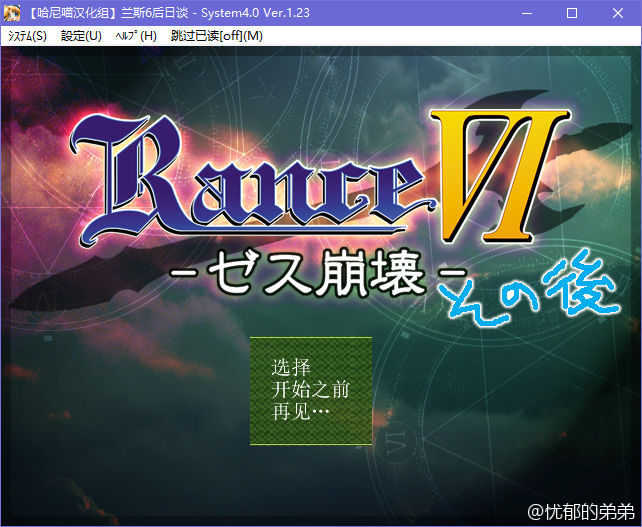 【哈尼喵汉化组】兰斯6后日谈 - System4.0 Ver.1.23
ｼｽﾃﾑ(S) 設定(U) ﾍﾙﾌﾟ(H) 跳过已读[off](M)
Rance VI
-ゼス崩壊-
その後
选择
开始之前
再见…
@忧郁的弟弟